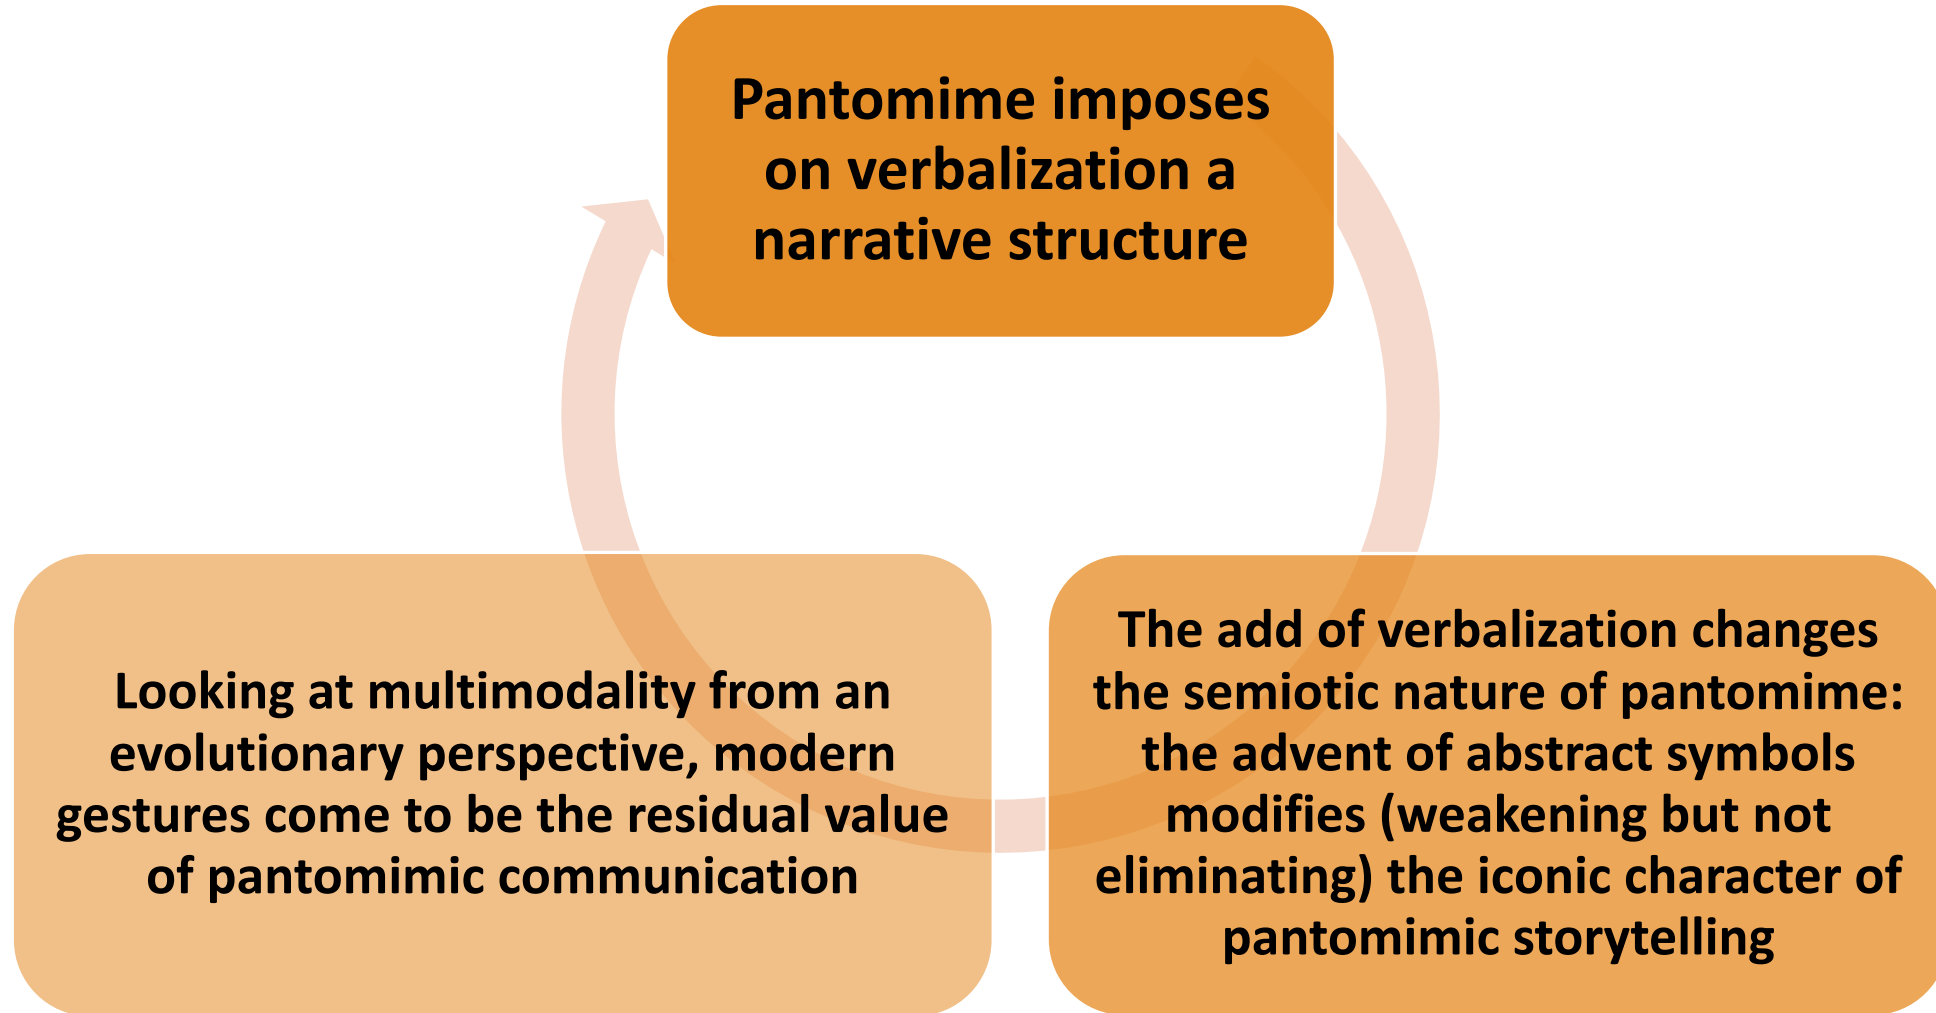 Pantomime imposes
on verbalization a
narrative structure
The add of verbalization changes
the semiotic nature of pantomime:
the advent of abstract symbols
modifies (weakening but not
eliminating) the iconic character of
pantomimic storytelling
Looking at multimodality from an
evolutionary perspective, modern
gestures come to be the residual value
of pantomimic communication